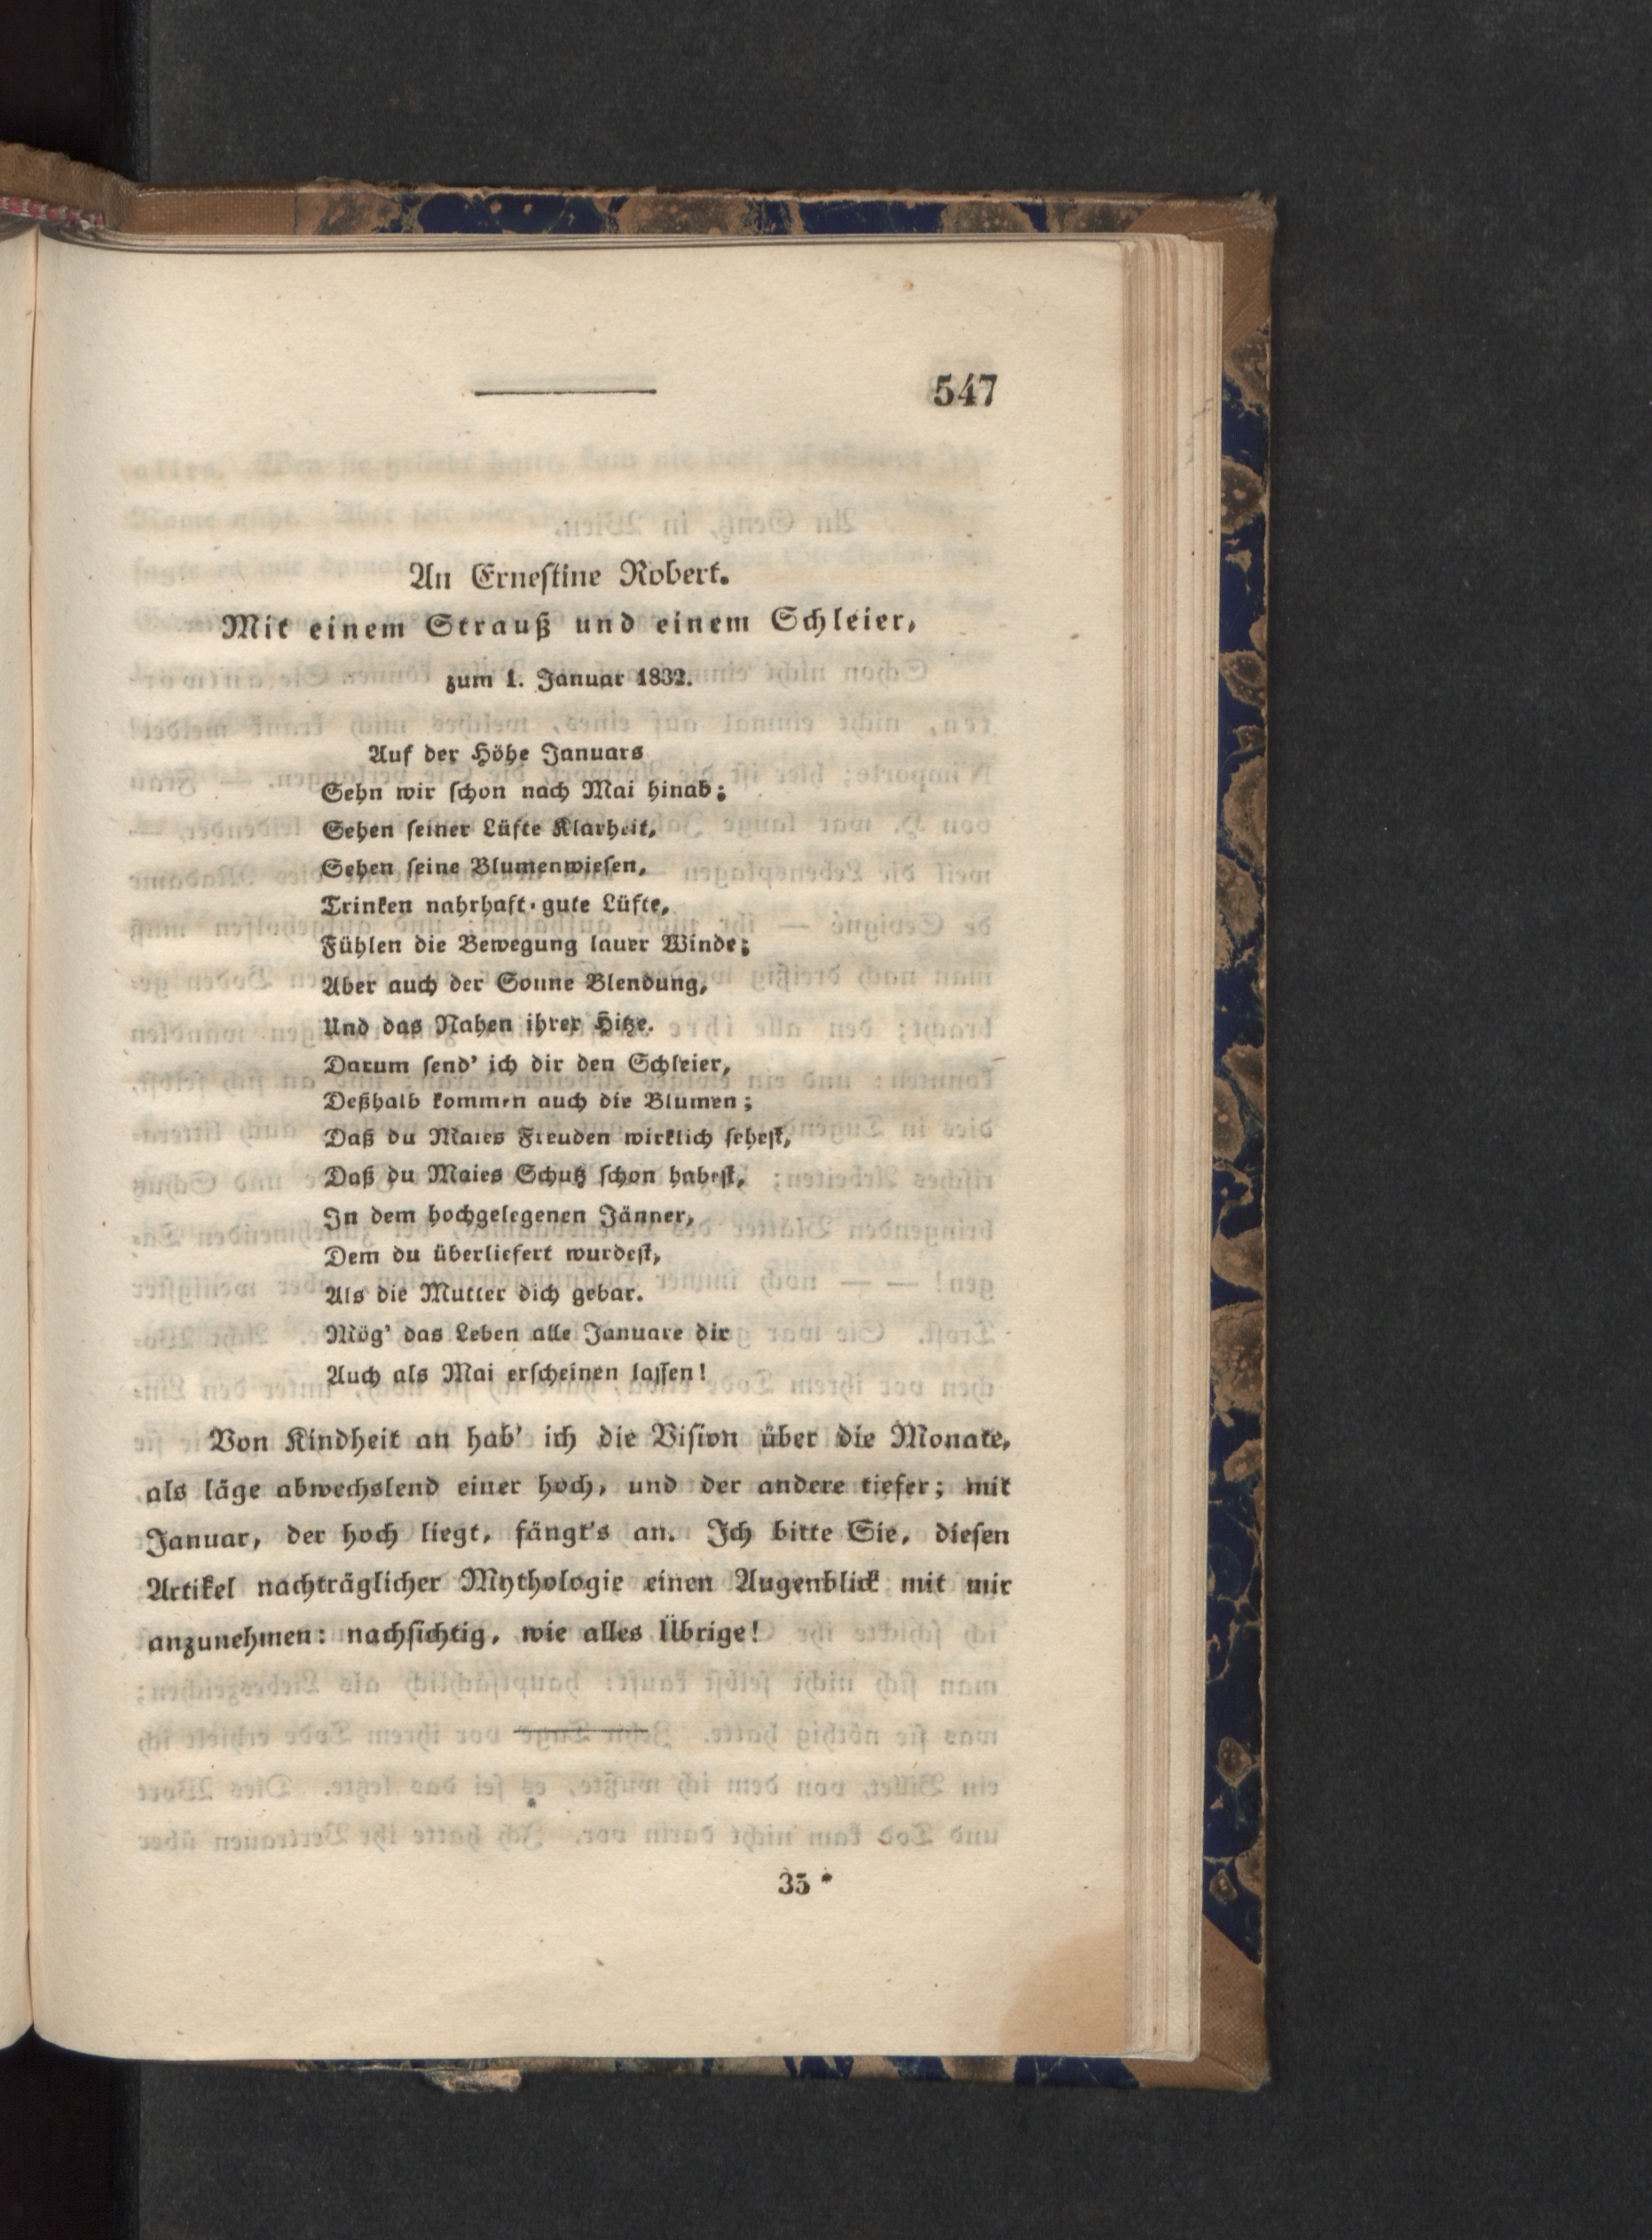 547
An Ernestine Robert.
Mit einem Strauß und einem Schleier,
zum 1. Januar 1832.
Auf der Höhe Januars
Sehn wir schon nach Mai hinab;
Sehen seiner Lüfte Klarheit,
Sehen seine Blumenwiesen,
Trinken nahrhaft-gute Lüfte,
Fühlen die Bewegung lauer Winde;
Aber auch der Sonne Blendung,
Und das Nahen ihrer Hitze.
Darum send' ich dir den Schleier,
Deßhalb kommen auch die Blumen;
Daß du Maies Freuden wirklich sehest,
Daß du Maies Schutz schon habest,
In dem hochgelegenen Jänner,
Dem du überliefert wurdest,
Als die Mutter dich gebar.
Mög' das Leben alle Januare dir
Auch als Mai erscheinen lassen!
Von Kindheit an hab' ich die Vision über die Monate,
als läge abwechslend einer hoch, und der andere tiefer; mit
Januar, der hoch liegt, fängt's an. Ich bitte Sie, diesen
Artikel nachträglicher Mythologie einen Augenblick mit mir
anzunehmen: nachsichtig, wie alles Übrige!
35 *